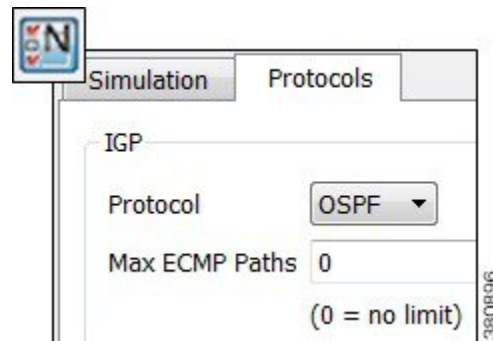 N
Simulation Protocols
IGP
Protocol OSPF
Max ECMP Paths 0
(0 = no limit)
380896